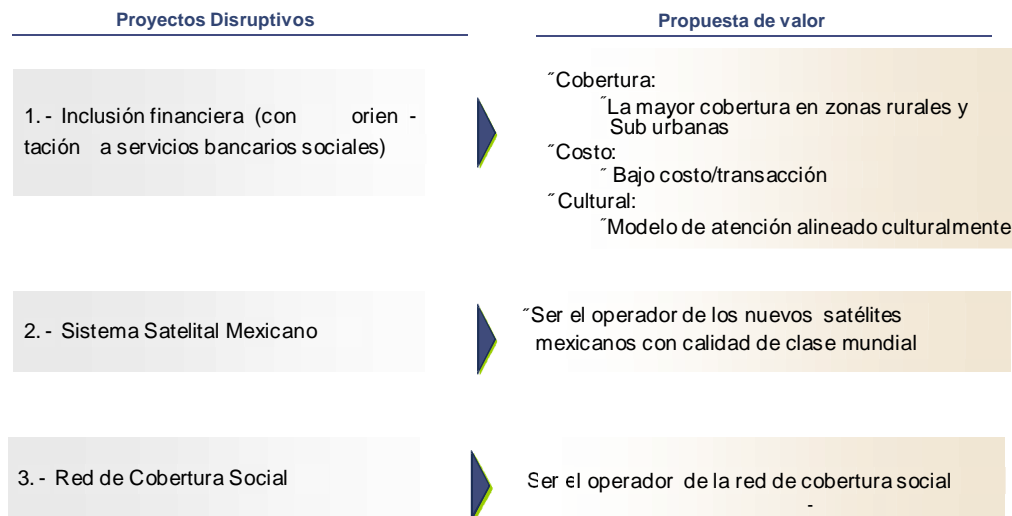 Proyectos Disruptivos
Propuesta de valor
1.- Inclusión financiera (con orien-
tación a servicios bancarios sociales)
˝Cobertura:
˝La mayor cobertura en zonas rurales y
Sub urbanas
˝Costo:
˝ Bajo costo/transacción
˝Cultural:
˝Modelo de atención alineado culturalmente
2.- Sistema Satelital Mexicano
˝Ser el operador de los nuevos satélites
mexicanos con calidad de clase mundial
3.- Red de Cobertura Social
Ser el operador de la red de cobertura social
-